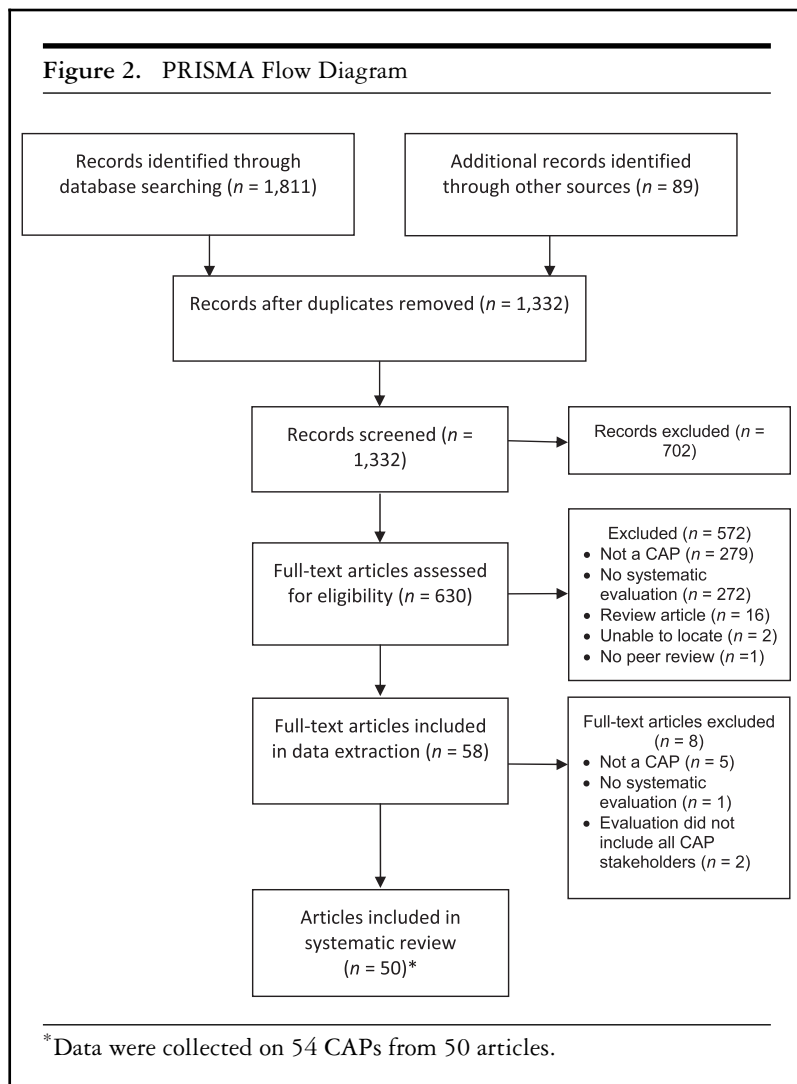 Figure 2. PRISMA Flow Diagram
Records identified through
database searching (n = 1,811)
Additional records identified
through other sources (n = 89)
Records after duplicates removed (n = 1,332)
Records screened (n =
1,332)
Records excluded (n =
702)
Full-text articles assessed
for eligibility (n = 630)
Excluded (n = 572)
• Not a CAP (n = 279)
• No systematic
evaluation (n = 272)
• Review article (n = 16)
• Unable to locate (n = 2)
• No peer review (n =1)
Full-text articles included
in data extraction (n = 58)
Full-text articles excluded
(n = 8)
• Not a CAP (n = 5)
• No systematic
evaluation (n = 1)
• Evaluation did not
include all CAP
stakeholders (n = 2)
Articles included in
systematic review
(n = 50)*
*Data were collected on 54 CAPs from 50 articles.